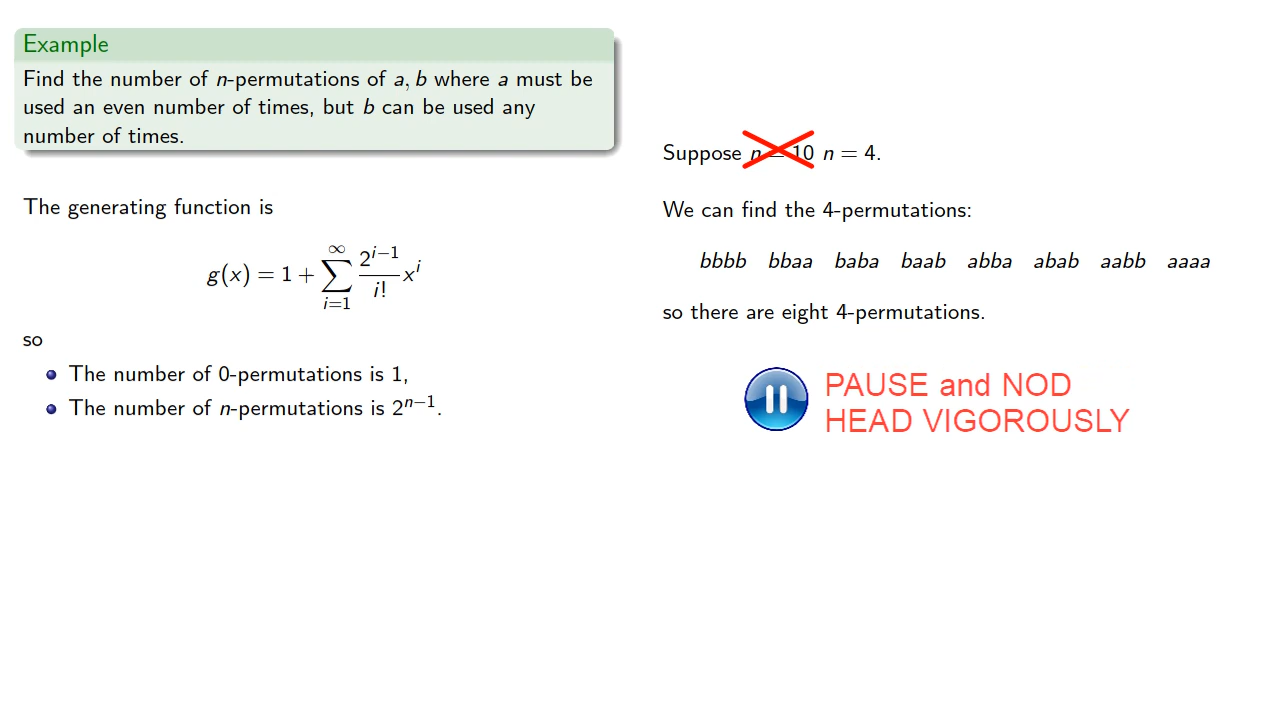 Example
Find the number of n-permutations of a, b where a must be
used an even number of times, but b can be used any
number of times.
The generating function is
g(x) = 1 + ∑_{i=1}^{∞} \frac{2^{i−1}}{i!} x^i
so
The number of 0-permutations is 1,
The number of n-permutations is 2^{n−1}.
Suppose n = 10 n = 4.
We can find the 4-permutations:
bbbb bbaa baba baab abba abab aabb aaaa
so there are eight 4-permutations.
PAUSE and NOD
HEAD VIGOROUSLY